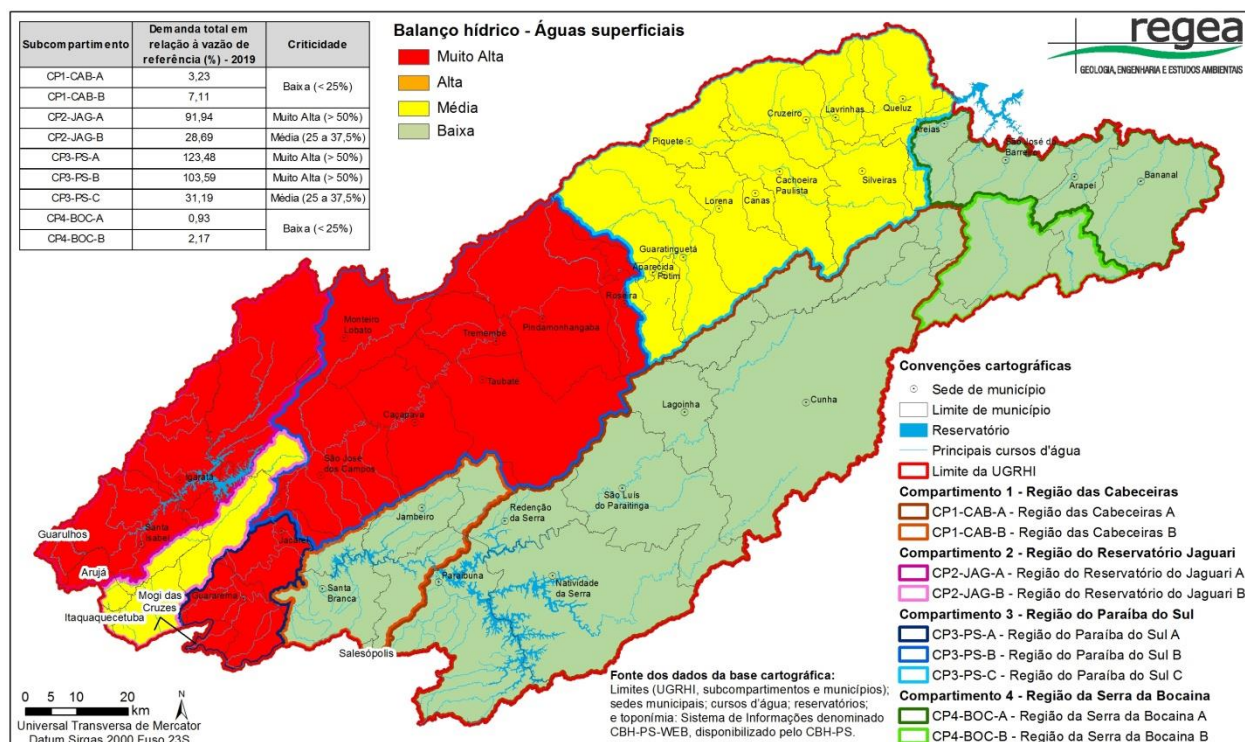 Subcompartimento
Demanda total em
relação à vazão de
referência (%) - 2019
Criticidade
CP1-CAB-A 3,23
Baixa (< 25%)
CP1-CAB-B 7,11
CP2-JAG-A 91,94 Muito Alta (> 50%)
CP2-JAG-B 28,69 Média (25 a 37,5%)
CP3-PS-A 123,48 Muito Alta (> 50%)
CP3-PS-B 103,59 Muito Alta (> 50%)
CP3-PS-C 31,19 Média (25 a 37,5%)
CP4-BOC-A 0,93
Baixa (< 25%)
CP4-BOC-B 2,17
Balanço hídrico - Águas superficiais
Muito Alta
Alta
Média
Baixa
regea
GEOLOGIA, ENGENHARIA E ESTUDOS AMBIENTAIS
Queluz
Lavrinhas
Cruzeiro
Areias
São José do
Barreiro
Piquete
Arapeí
Bananal
Cachoeira
Paulista
Silveiras
Canas
Lorena
Guaratinguetá
Aparecida
Potim
Roseira
Pindamonhangaba
Monteiro
Lobato
Tremembé
Taubaté
Caçapava
São José
dos Campos
Lagoinha
Cunha
São Luís
do Paraitinga
Igaratá
Santa
Isabel
Guarulhos
Arujá
Jacareí
Jambeiro
Redenção
da Serra
Mogi das
Cruzes
Guararema
Itaquaquecetuba
Santa
Branca
Paraibuna
Natividade
da Serra
Salesópolis
Convenções cartográficas
Sede de município
Limite de município
Reservatório
Principais cursos d'água
Limite da UGRHI
Compartimento 1 - Região das Cabeceiras
CP1-CAB-A - Região das Cabeceiras A
CP1-CAB-B - Região das Cabeceiras B
Compartimento 2 - Região do Reservatório Jaguari
CP2-JAG-A - Região do Reservatório do Jaguari A
CP2-JAG-B - Região do Reservatório do Jaguari B
Compartimento 3 - Região do Paraíba do Sul
CP3-PS-A - Região do Paraíba do Sul A
CP3-PS-B - Região do Paraíba do Sul B
CP3-PS-C - Região do Paraíba do Sul C
Compartimento 4 - Região da Serra da Bocaina
CP4-BOC-A - Região da Serra da Bocaina A
CP4-BOC-B - Região da Serra da Bocaina B
Fonte dos dados da base cartográfica:
Limites (UGRHI, subcompartimentos e municípios);
sedes municipais; cursos d'água; reservatórios;
e toponímia: Sistema de Informações denominado
CBH-PS-WEB, disponibilizado pelo CBH-PS.
0 5 10 20
km
N
Universal Transversa de Mercator
Datum Sirgas 2000 Fuso 23S